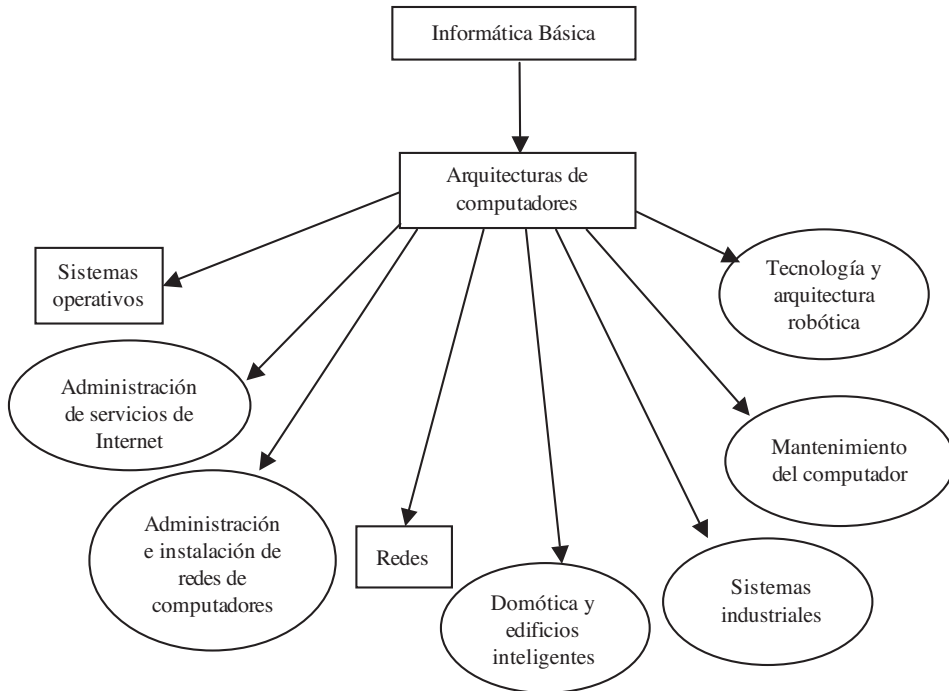 Informática Básica
Arquitecturas de
computadores
Sistemas
operativos
Tecnología y
arquitectura
robótica
Administración
de servicios de
Internet
Mantenimiento
del computador
Administración
e instalación de
redes de
computadores
Redes
Domótica y
edificios
inteligentes
Sistemas
industriales